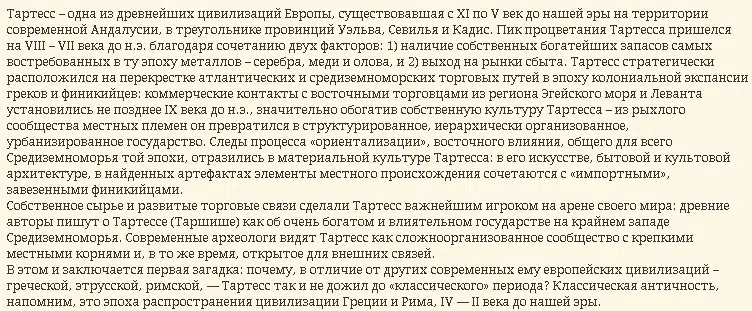 Тартесс – одна из древнейших цивилизаций Европы, существовавшая с XI по V век до нашей эры на территории
современной Андалусии, в треугольнике провинций Уэльва, Севилья и Кадис. Пик процветания Тартесса пришелся
на VIII – VII века до н.э. благодаря сочетанию двух факторов: 1) наличие собственных богатейших запасов самых
востребованных в ту эпоху металлов – серебра, меди и олова, и 2) выход на рынки сбыта. Тартесс стратегически
расположился на перекрестке атлантических и средиземноморских торговых путей в эпоху колониальной экспансии
греков и финикийцев: коммерческие контакты с восточными торговцами из региона Эгейского моря и Леванта
установились не позднее IX века до н.э., значительно обогатив собственную культуру Тартесса – из рыхлого
сообщества местных племен он превратился в структурированное, иерархически организованное,
урбанизированное государство. Следы процесса «ориентализации», восточного влияния, общего для всего
Средиземноморья той эпохи, отразились в материальной культуре Тартесса: в его искусстве, бытовой и культовой
архитектуре, в найденных артефактах элементы местного происхождения сочетаются с «импортными»,
завезенными финикийцами.
Собственное сырье и развитые торговые связи сделали Тартесс важнейшим игроком на арене своего мира: древние
авторы пишут о Тартессе (Таршише) как об очень богатом и влиятельном государстве на крайнем западе
Средиземноморья. Современные археологи видят Тартесс как сложноорганизованное сообщество с крепкими
местными корнями и, в то же время, открытое для внешних связей.
В этом и заключается первая загадка: почему, в отличие от других современных ему европейских цивилизаций –
греческой, этрусской, римской, — Тартесс так и не дожил до «классического» периода? Классическая античность,
напомним, это эпоха распространения цивилизации Греции и Рима, IV — II века до нашей эры.